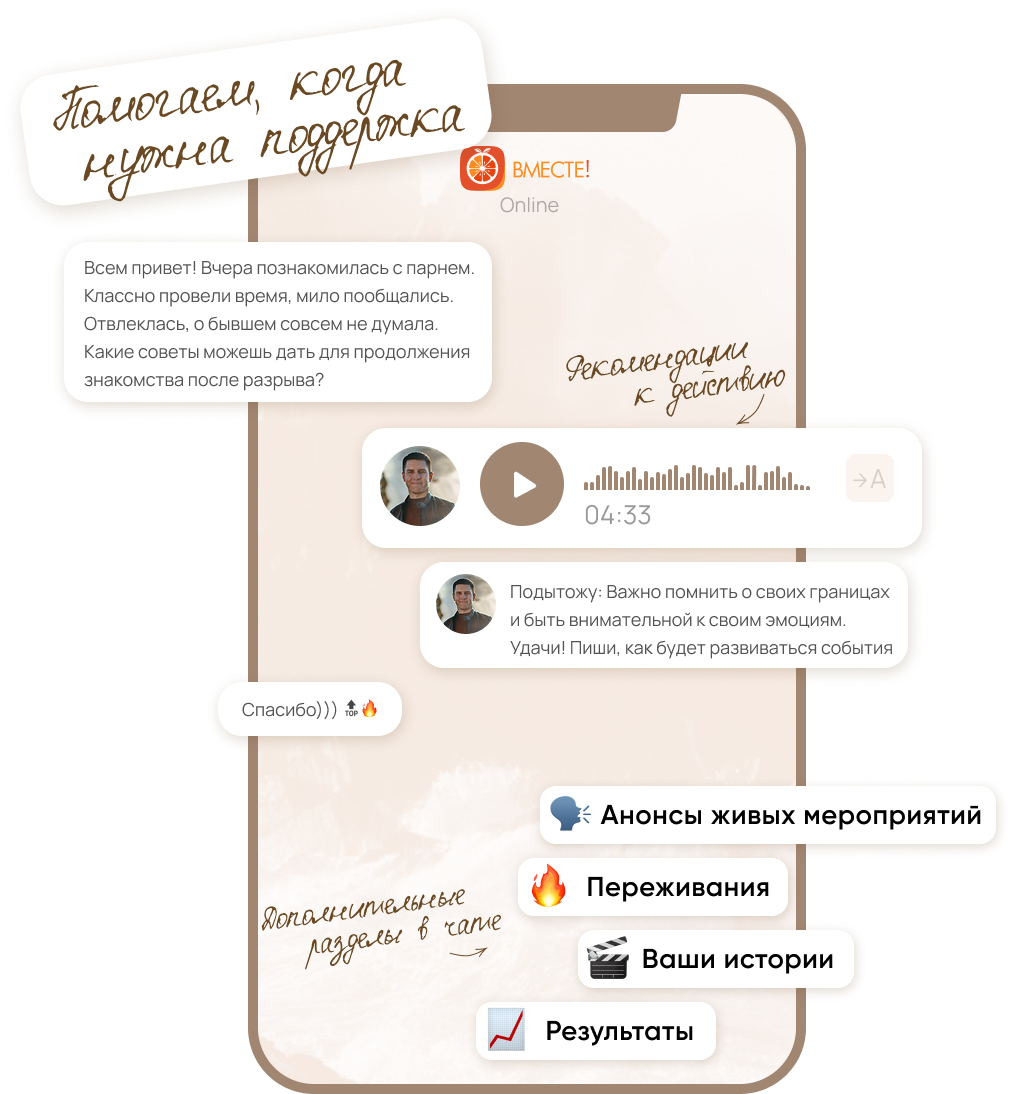 Помогаем, когда
нужна поддержка
ВМЕСТЕ!
Online
Всем привет! Вчера познакомилась с парнем.
Классно провели время, мило пообщались.
Отвлеклась, о бывшем совсем не думала.
Какие советы можешь дать для продолжения
знакомства после разрыва?
Рекомендации
к действию
04:33
→A
Подытожу: Важно помнить о своих границах
и быть внимательной к своим эмоциям.
Удачи! Пиши, как будет развиваться события
Спасибо))) 🔝🔥
🗣 Анонсы живых мероприятий
🔥 Переживания
Дополнительные
разделы в чате
🎬 Ваши истории
📈 Результаты